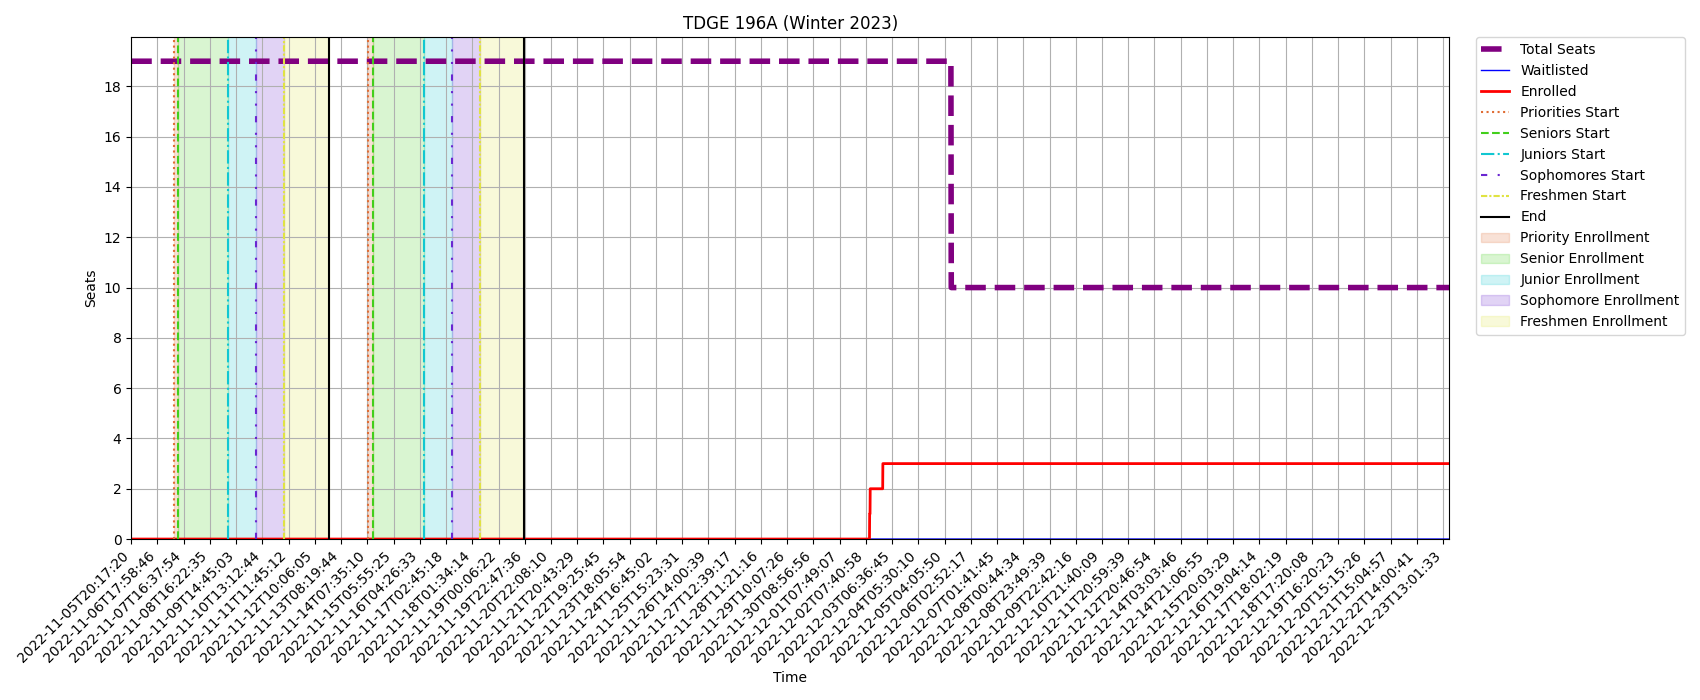 TDGE 196A (Winter 2023)
Seats
18
16
14
12
10
8
6
4
2
0
2022-11-05T20:17:20
2022-11-06T17:58:46
2022-11-07T16:37:54
2022-11-08T16:22:35
2022-11-09T14:45:03
2022-11-10T13:12:44
2022-11-11T11:45:12
2022-11-12T10:06:05
2022-11-13T08:19:44
2022-11-14T07:35:10
2022-11-15T05:55:25
2022-11-16T04:26:33
2022-11-17T02:45:18
2022-11-18T01:34:14
2022-11-19T00:06:22
2022-11-19T22:47:36
2022-11-20T22:08:10
2022-11-21T20:43:29
2022-11-22T19:25:45
2022-11-23T18:05:54
2022-11-24T16:45:02
2022-11-25T15:23:31
2022-11-26T14:00:39
2022-11-27T12:39:17
2022-11-28T11:21:16
2022-11-29T10:07:26
2022-11-30T08:56:56
2022-12-01T07:49:07
2022-12-02T07:40:58
2022-12-03T06:36:45
2022-12-04T05:30:10
2022-12-05T04:05:50
2022-12-06T02:52:17
2022-12-07T01:41:45
2022-12-08T00:44:34
2022-12-08T23:49:39
2022-12-09T22:42:16
2022-12-10T21:40:09
2022-12-11T20:59:39
2022-12-12T20:46:54
2022-12-14T03:03:46
2022-12-14T21:06:55
2022-12-15T20:03:29
2022-12-16T19:04:14
2022-12-17T18:02:19
2022-12-18T17:20:08
2022-12-19T16:20:23
2022-12-20T15:15:26
2022-12-21T15:04:57
2022-12-22T14:00:41
2022-12-23T13:01:33
Time
Total Seats
Waitlisted
Enrolled
Priorities Start
Seniors Start
Juniors Start
Sophomores Start
Freshmen Start
End
Priority Enrollment
Senior Enrollment
Junior Enrollment
Sophomore Enrollment
Freshmen Enrollment